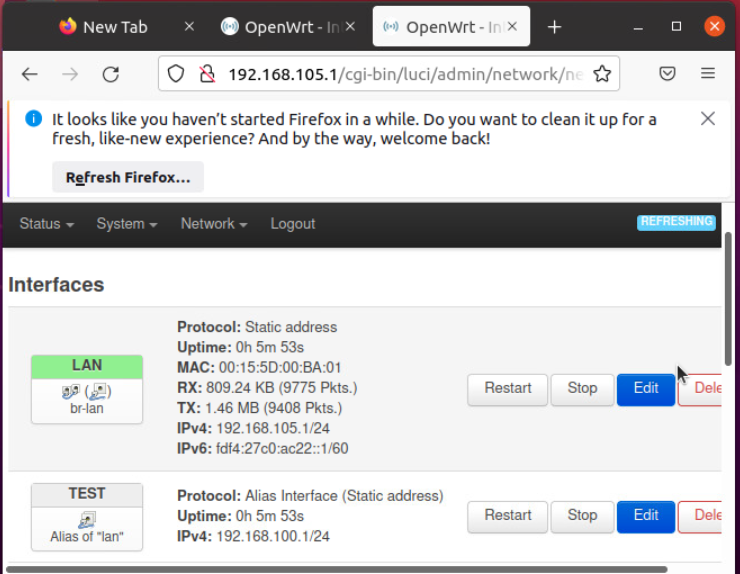 New Tab
OpenWrt - In
OpenWrt - In
192.168.105.1/cgi-bin/luci/admin/network/ne
It looks like you haven't started Firefox in a while. Do you want to clean it up for a
fresh, like-new experience? And by the way, welcome back!
Refresh Firefox...
Status System Network Logout REFRESHING
Interfaces
LAN
br-lan
Protocol: Static address
Uptime: 0h 5m 53s
MAC: 00:15:5D:00:BA:01
RX: 809.24 KB (9775 Pkts.)
TX: 1.46 MB (9408 Pkts.)
IPv4: 192.168.105.1/24
IPv6: fdf4:27c0:ac22::1/60
Restart Stop Edit Dele
TEST
Alias of "lan"
Protocol: Alias Interface (Static address)
Uptime: 0h 5m 53s
IPv4: 192.168.100.1/24
Restart Stop Edit Dele